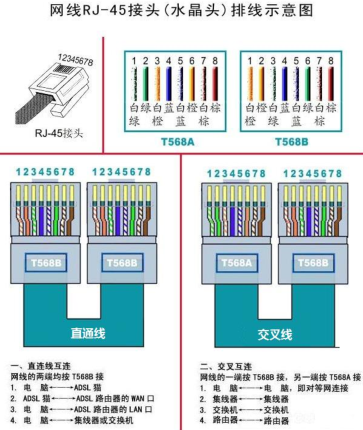 网线RJ-45接头(水晶头)排线示意图
12345678
RJ-45接头
1 2 3 4 5 6 7 8
白绿白蓝白橙白棕
绿 橙 蓝 棕
T568A
1 2 3 4 5 6 7 8
白橙白蓝白绿白棕
橙 绿 蓝 棕
T568B
12345678
12345678
T568B
T568B
直通线
12345678
12345678
T568A
T568B
交叉线
一、直连线互连
网线的两端均按T568B接
1. 电 脑←→ADSL猫
2. ADSL猫←→ADSL路由器的WAN口
3. 电 脑←→ADSL路由器的LAN口
4. 电 脑←→集线器或交换机
二、交叉互连
网线的一端按T568B接,另一端按T568A接
1. 电 脑←→电 脑,即对等网连接
2. 集线器←→集线器
3. 交换机←→交换机
4. 路由器←→路由器